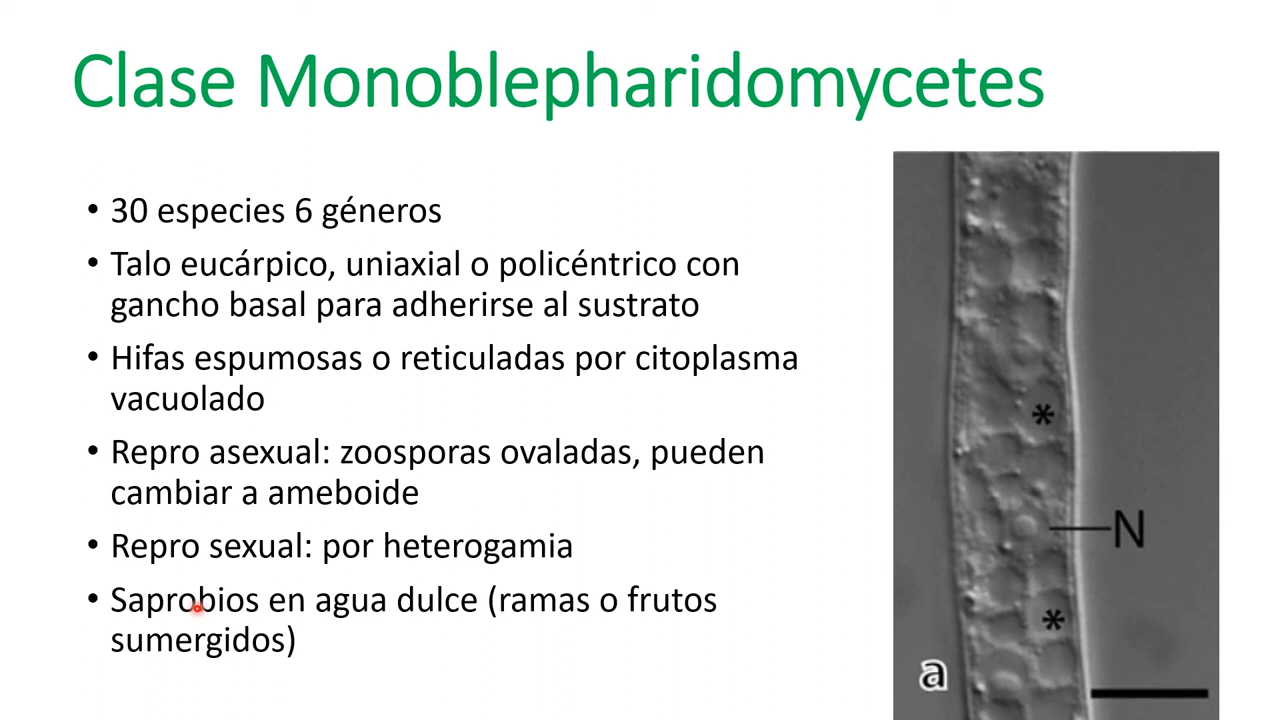 Clase Monoblepharidomycetes
• 30 especies 6 géneros
• Talo eucárpico, uniaxial o policéntrico con
gancho basal para adherirse al sustrato
• Hifas espumosas o reticuladas por citoplasma
vacuolado
• Repro asexual: zoosporas ovaladas, pueden
cambiar a ameboide
• Repro sexual: por heterogamia
• Saprobios en agua dulce (ramas o frutos
sumergidos)
*
N
*
a